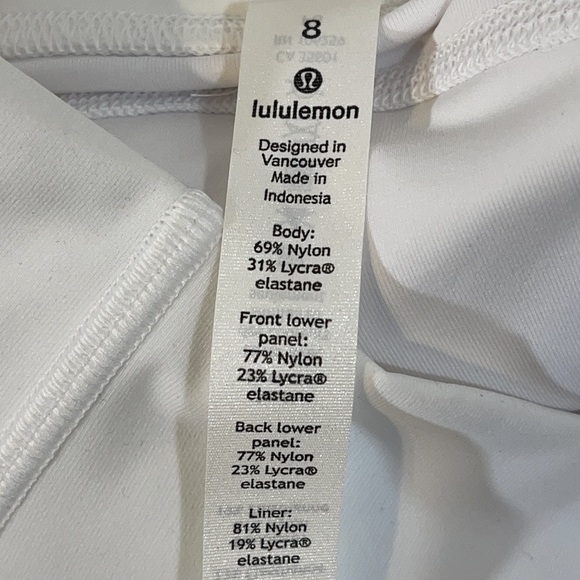 8
lululemon
Designed in
Vancouver
Made in
Indonesia
Body:
69% Nylon
31% Lycra®
elastane
Front lower
panel:
77% Nylon
23% Lycra®
elastane
Back lower
panel:
77% Nylon
23% Lycra®
elastane
Liner:
81% Nylon
19% Lycra®
elastane